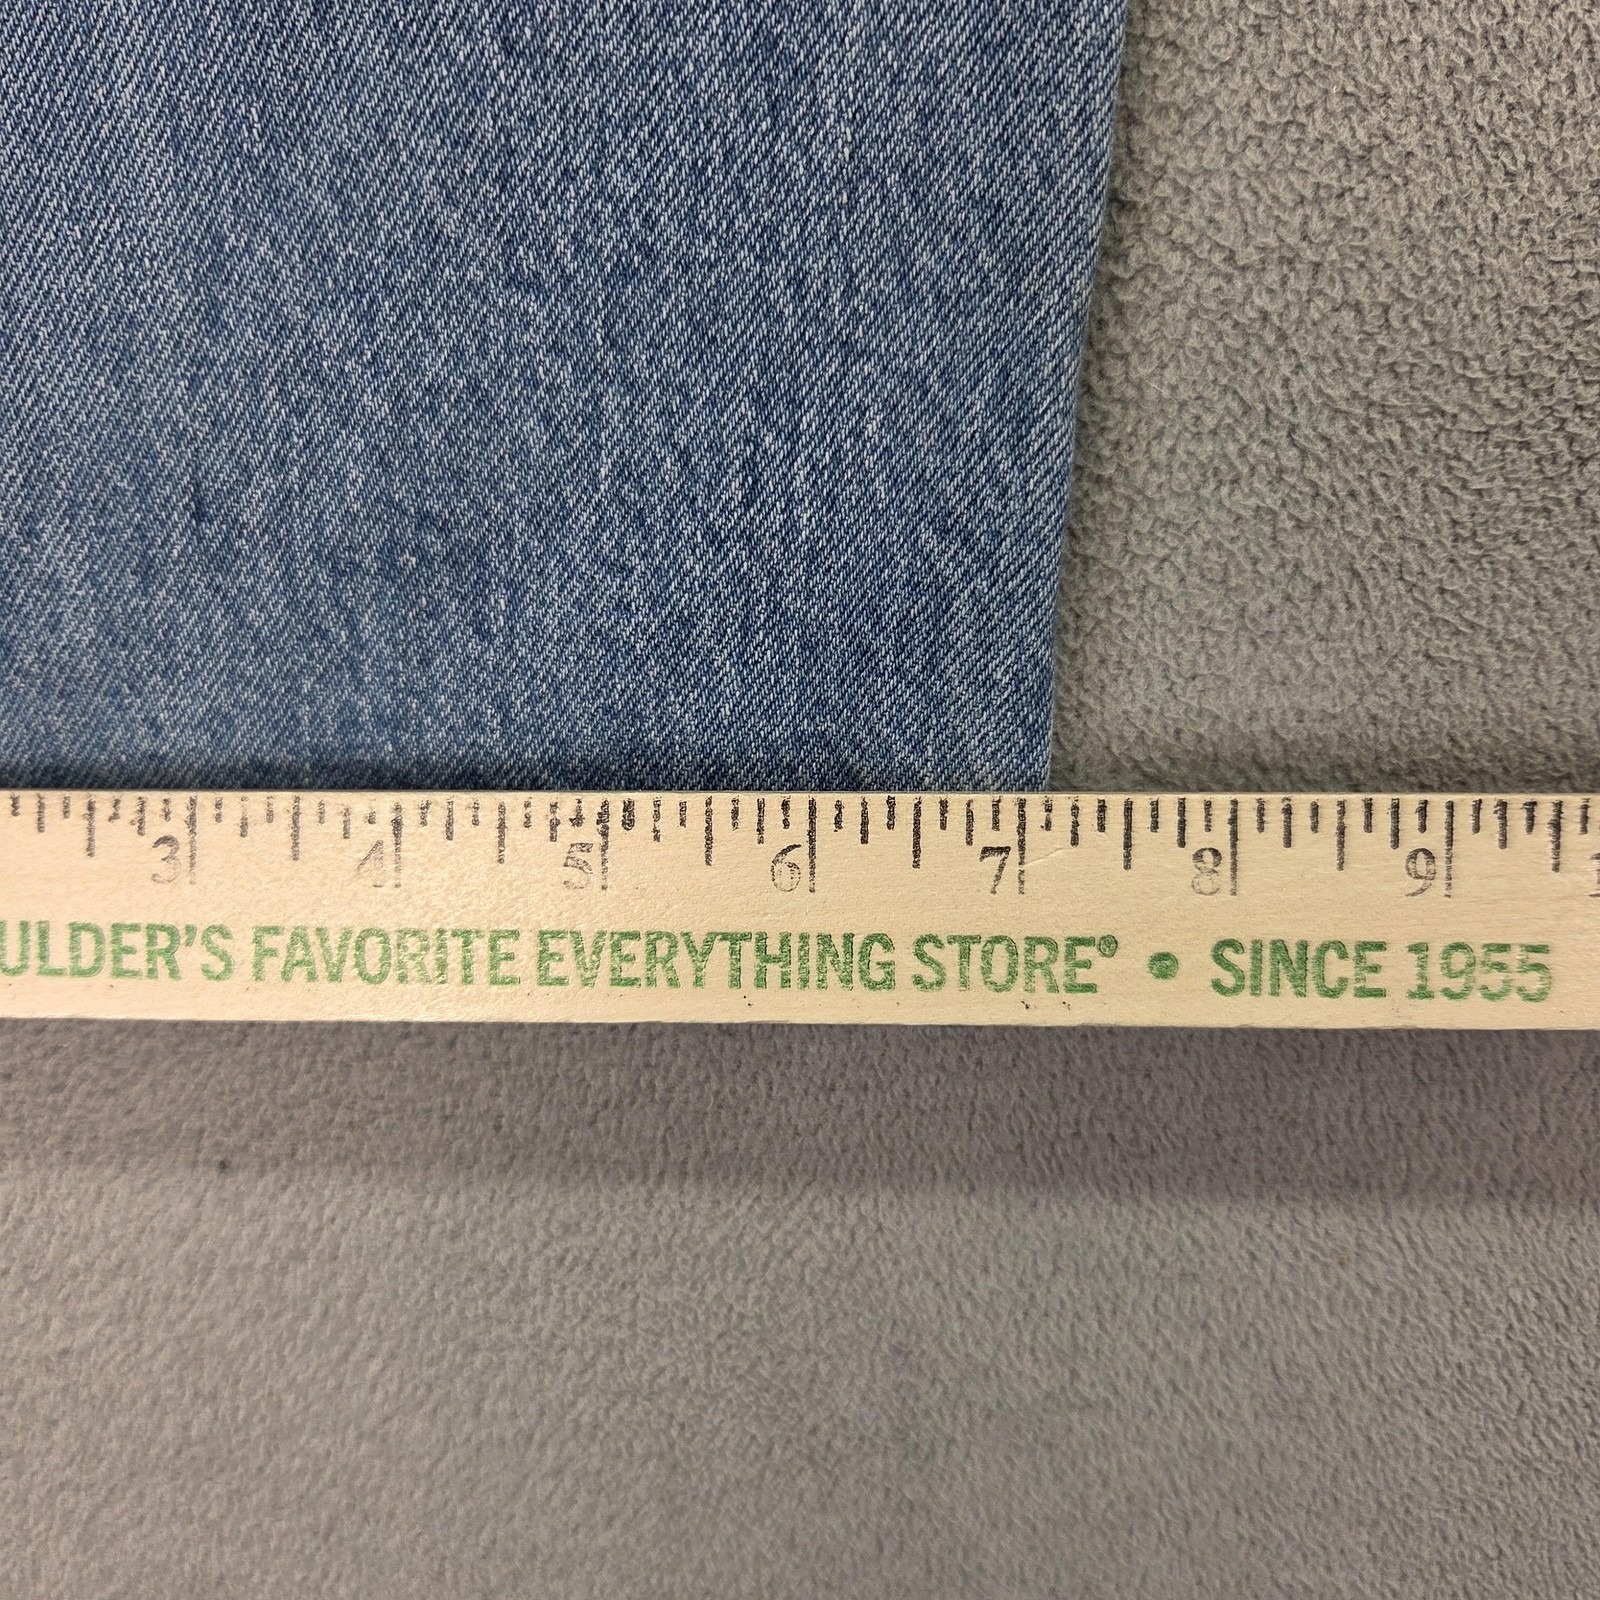 3 4 5 6 7 8 9
ULDER'S FAVORITE EVERYTHING STORE® • SINCE 1955